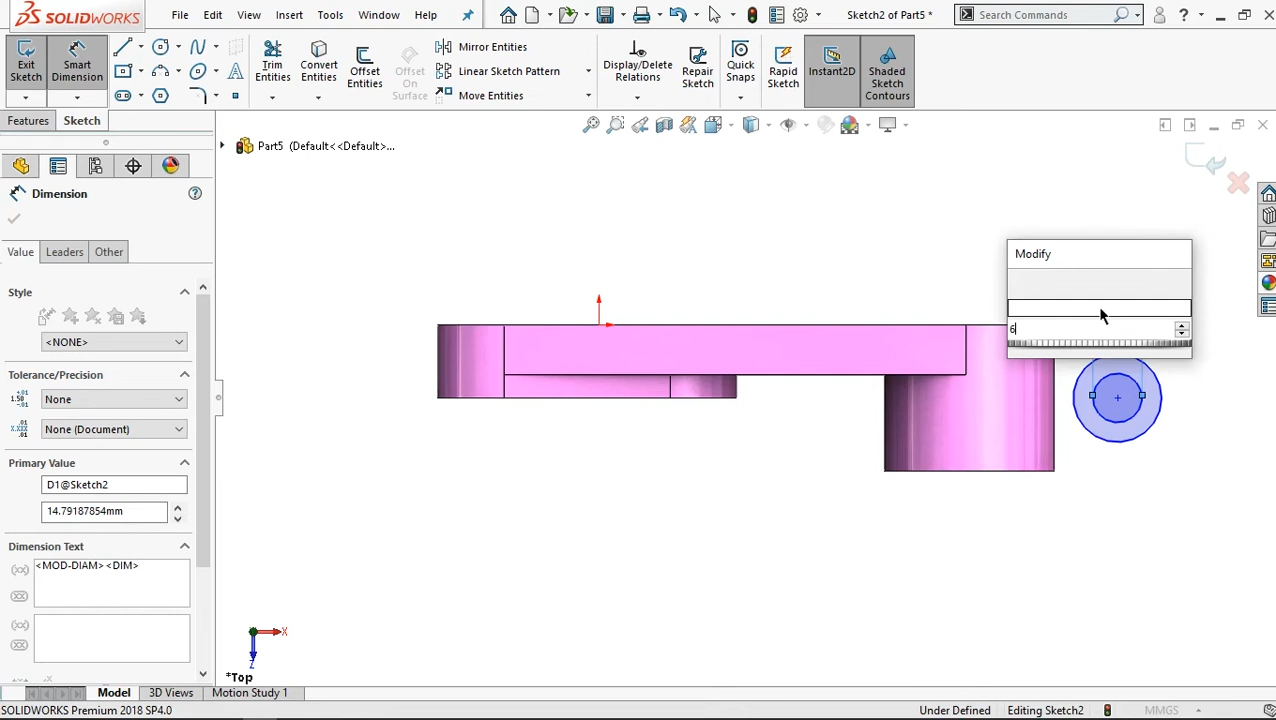 SOLIDWORKS
File
Edit
View
Insert
Tools
Window
Help
Sketch2 of Part5 *
Search Commands
?
Exit Sketch
Smart Dimension
Trim Entities
Convert Entities
Offset Entities
Offset On Surface
Mirror Entities
Linear Sketch Pattern
Move Entities
Display/Delete Relations
Repair Sketch
Quick Snaps
Rapid Sketch
Instant2D
Shaded Sketch Contours
Features
Sketch
Part5 (Default<<Default>...
Dimension
Value
Leaders
Other
Style
<NONE>
Tolerance/Precision
None
None (Document)
Primary Value
D1@Sketch2
14.79187854mm
Dimension Text
<MOD-DIAM><DIM>
Modify
6
X
Z
*Top
Model
3D Views
Motion Study 1
SOLIDWORKS Premium 2018 SP4.0
Under Defined
Editing Sketch2
MMGS